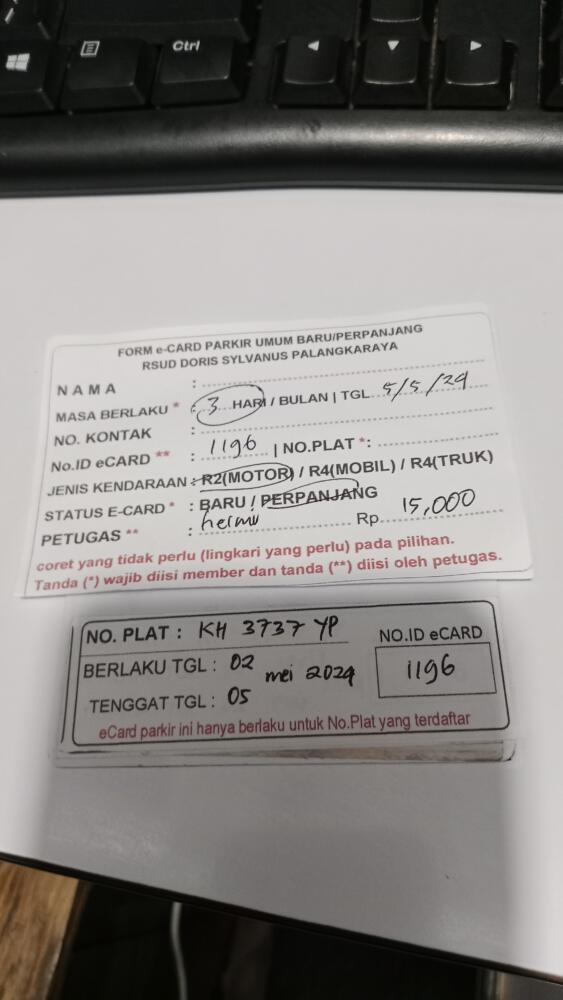 Ctrl
FORM e-CARD PARKIR UMUM BARU/PERPANJANG
RSUD DORIS SYLVANUS PALANGKARAYA
NAMA :
MASA BERLAKU * : 3 HARI / BULAN | TGL 5/5/24
NO. KONTAK :
No.ID eCARD ** : 1196 | NO.PLAT *:
JENIS KENDARAAN : R2(MOTOR) / R4(MOBIL) / R4(TRUK)
STATUS E-CARD * : BARU / PERPANJANG
PETUGAS ** : Rp. 15,000
coret yang tidak perlu (lingkari yang perlu) pada pilihan.
Tanda (*) wajib diisi member dan tanda (**) diisi oleh petugas.
NO. PLAT : KH 3737 YP
NO.ID eCARD
BERLAKU TGL : 02 mei 2024
1196
TENGGAT TGL : 05
eCard parkir ini hanya berlaku untuk No.Plat yang terdaftar